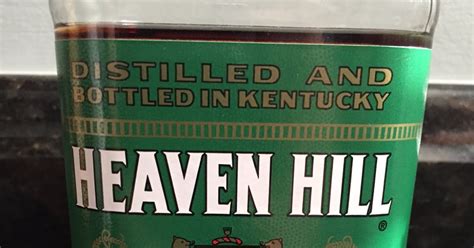 DISTILLED AND
BOTTLED IN KENTUCKY
HEAVEN HILL
®